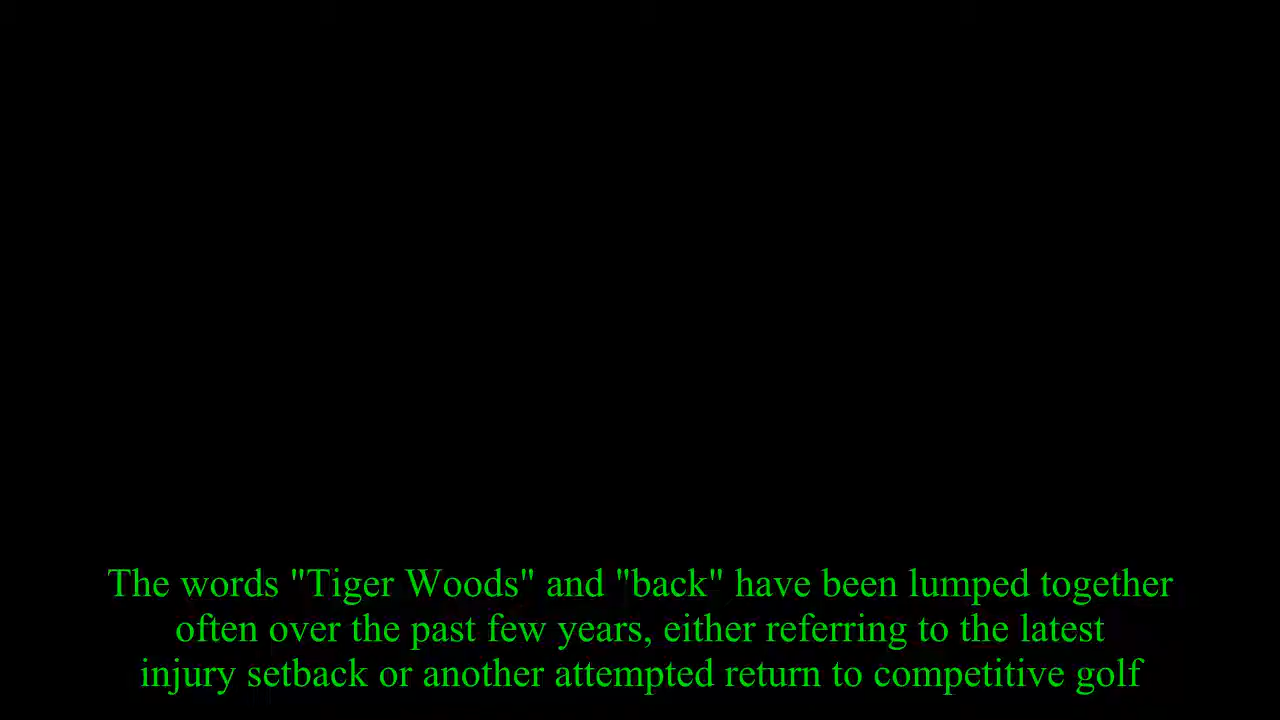 The words "Tiger Woods" and "back" have been lumped together
often over the past few years, either referring to the latest
injury setback or another attempted return to competitive golf